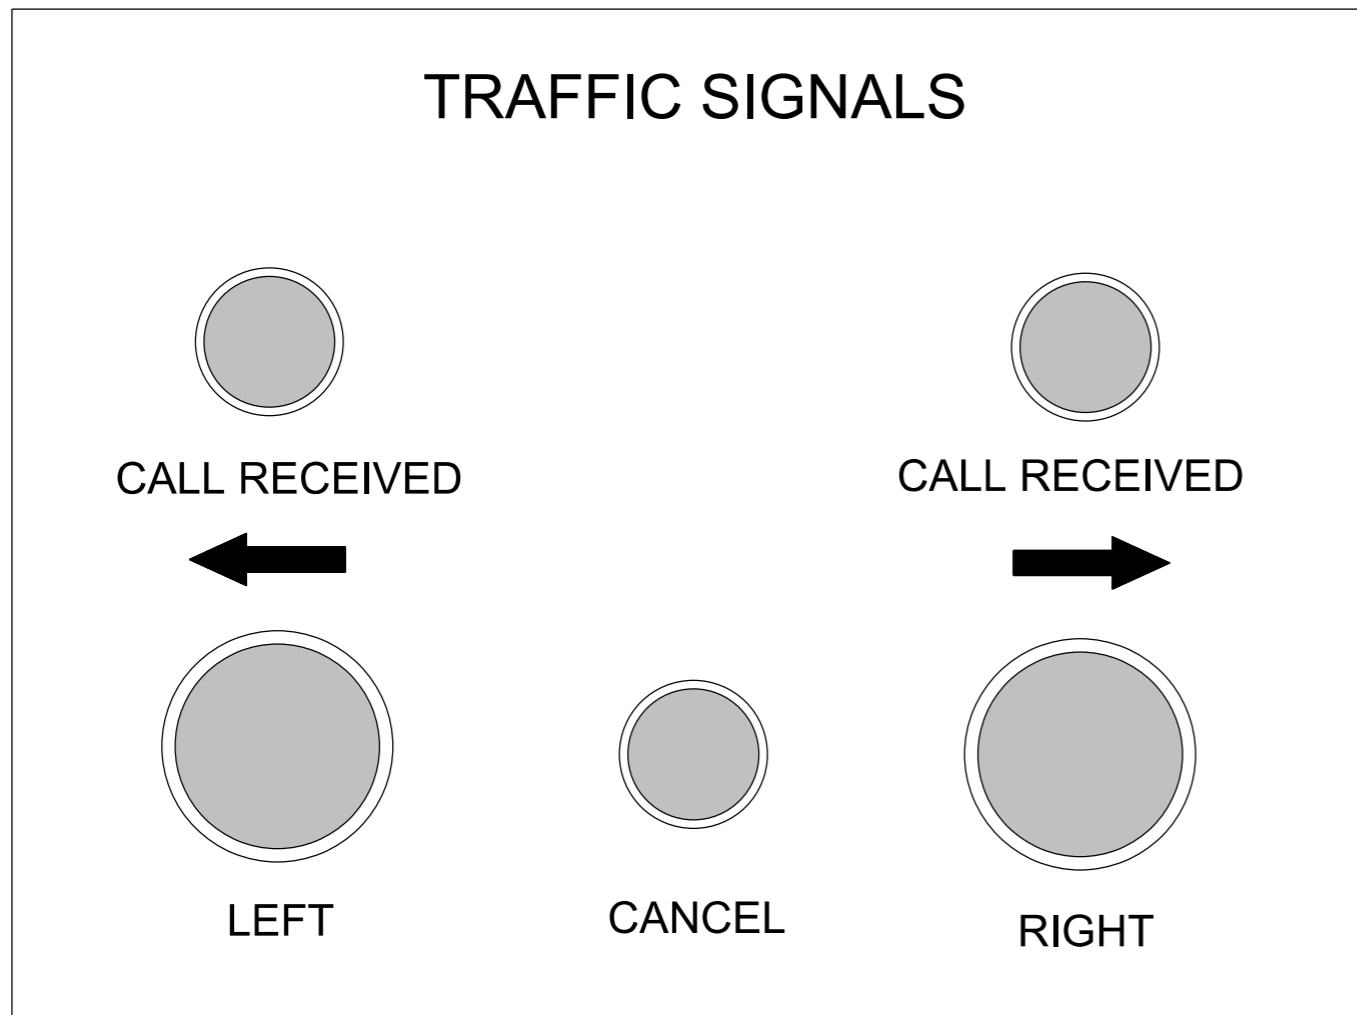 TRAFFIC SIGNALS
CALL RECEIVED
CALL RECEIVED
LEFT
CANCEL
RIGHT